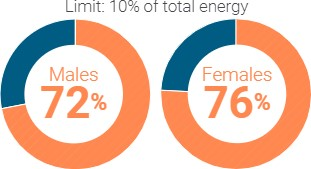 Limit: 10% of total energy
Males
72%
Females
76%